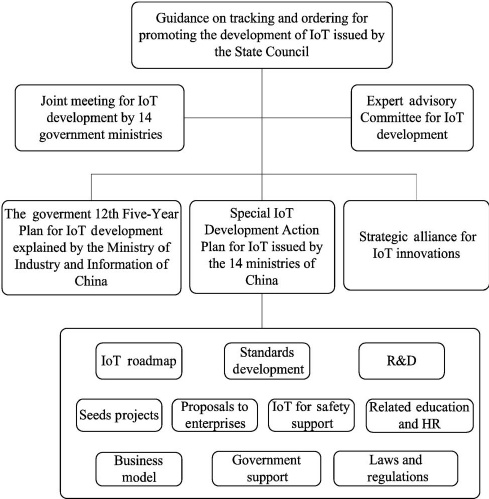 Guidance on tracking and ordering for
promoting the development of IoT issued by
the State Council
Joint meeting for IoT
development by 14
government ministries
Expert advisory
Committee for IoT
development
The goverment 12th Five-Year
Plan for IoT development
explained by the Ministry of
Industry and Information of
China
Special IoT
Development Action
Plan for IoT issued by
the 14 ministries of
China
Strategic alliance for
IoT innovations
IoT roadmap
Standards
development
R&D
Seeds projects
Proposals to
enterprises
IoT for safety
support
Related education
and HR
Business
model
Government
support
Laws and
regulations